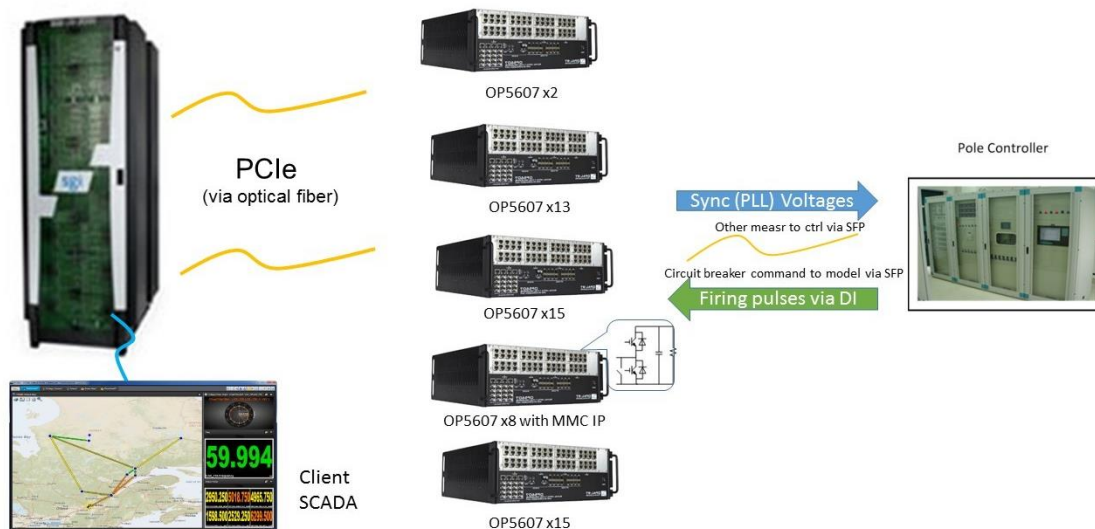 OP5607 x2
sgi
PCIe
(via optical fiber)
OP5607 x13
Pole Controller
Sync (PLL) Voltages
Other measr to ctrl via SFP
Circuit breaker command to model via SFP
Firing pulses via DI
OP5607 x15
OP5607 x8 with MMC IP
59.994
Client
SCADA
OP5607 x15